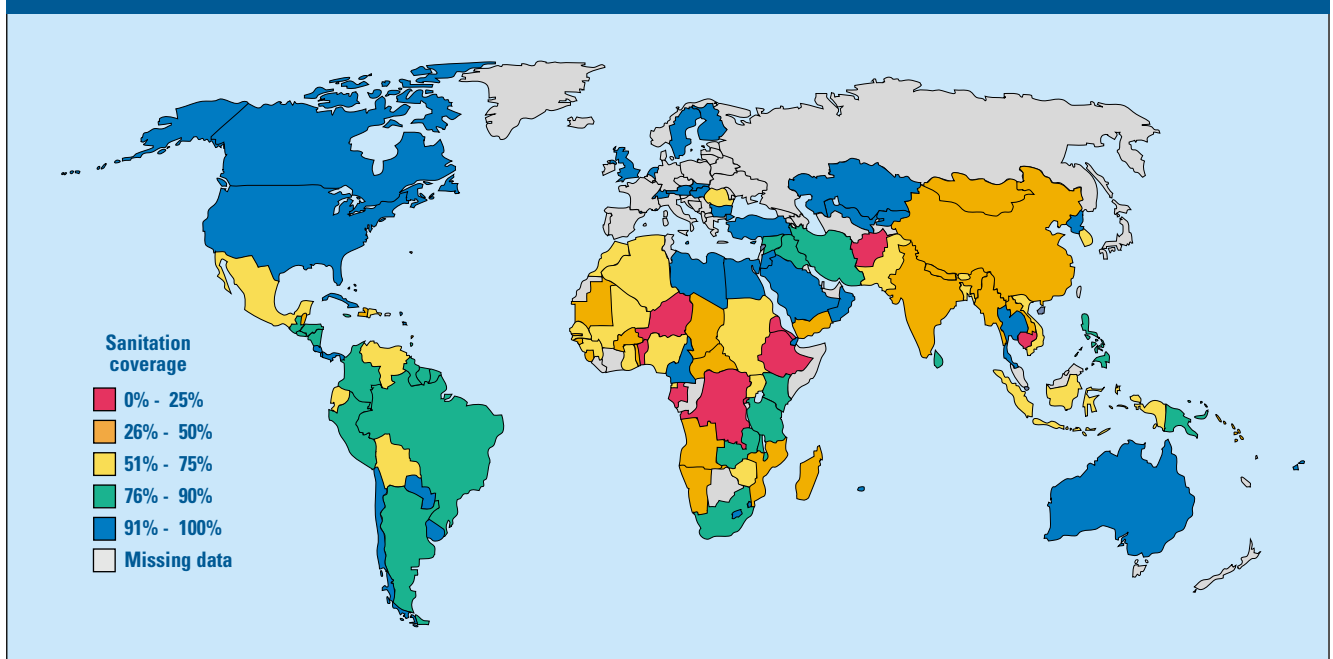 Sanitation
coverage
0% - 25%
26% - 50%
51% - 75%
76% - 90%
91% - 100%
Missing data